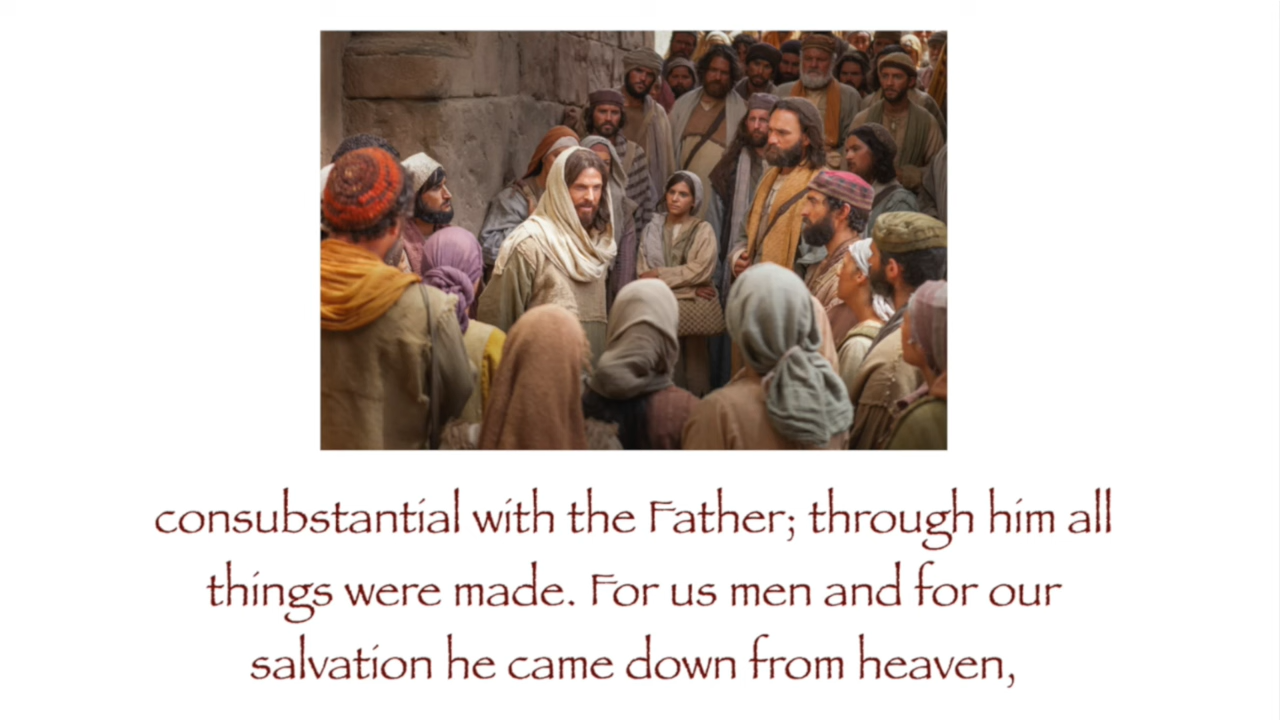 consubstantial with the Father; through him all
things were made. For us men and for our
salvation he came down from heaven,